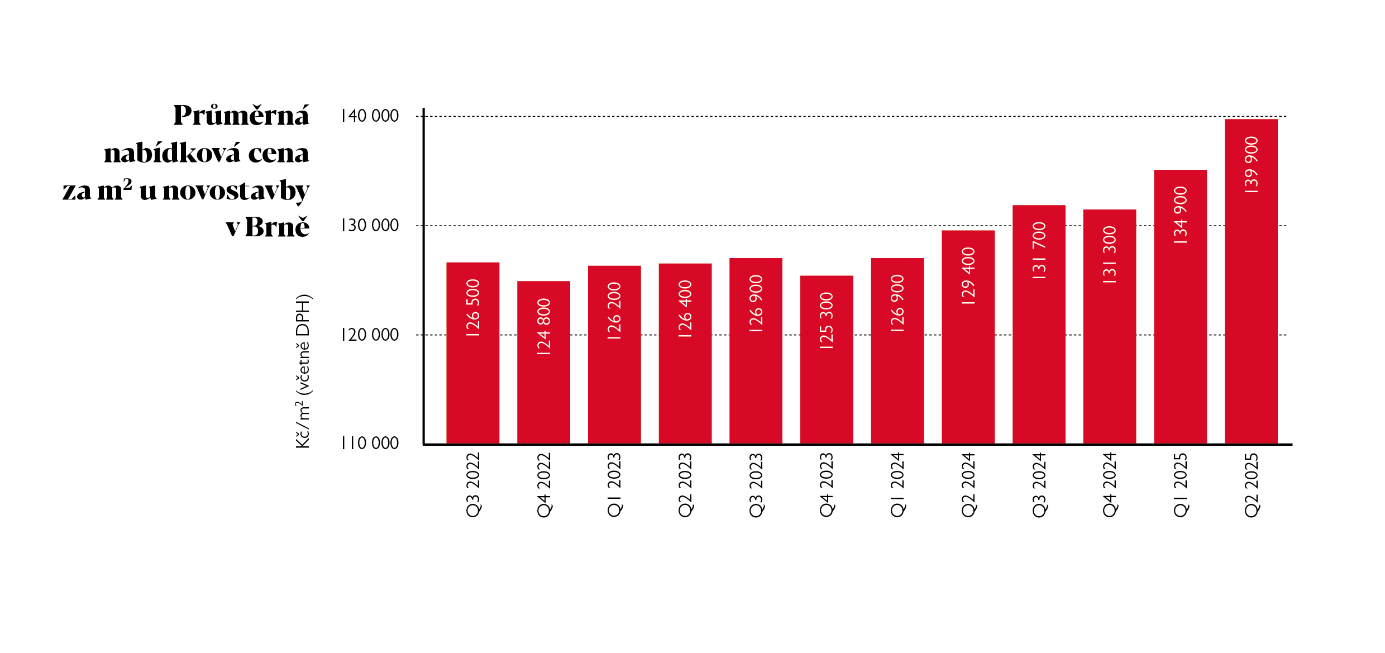 Průměrná
nabídková cena
za m² u novostavby
v Brně
Kč/m² (včetně DPH)
140 000
130 000
120 000
110 000
126 500
124 800
126 200
126 400
126 900
125 300
126 900
129 400
131 700
131 300
134 900
139 900
Q3 2022
Q4 2022
Q1 2023
Q2 2023
Q3 2023
Q4 2023
Q1 2024
Q2 2024
Q3 2024
Q4 2024
Q1 2025
Q2 2025